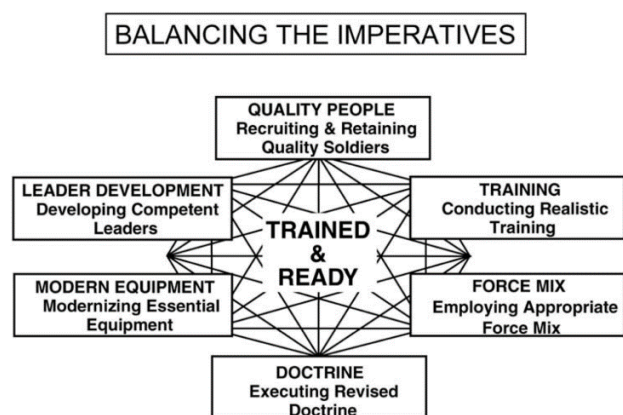 BALANCING THE IMPERATIVES
QUALITY PEOPLE
Recruiting & Retaining
Quality Soldiers
LEADER DEVELOPMENT
Developing Competent
Leaders
TRAINING
Conducting Realistic
Training
TRAINED
&
READY
MODERN EQUIPMENT
Modernizing Essential
Equipment
FORCE MIX
Employing Appropriate
Force Mix
DOCTRINE
Executing Revised
Doctrine